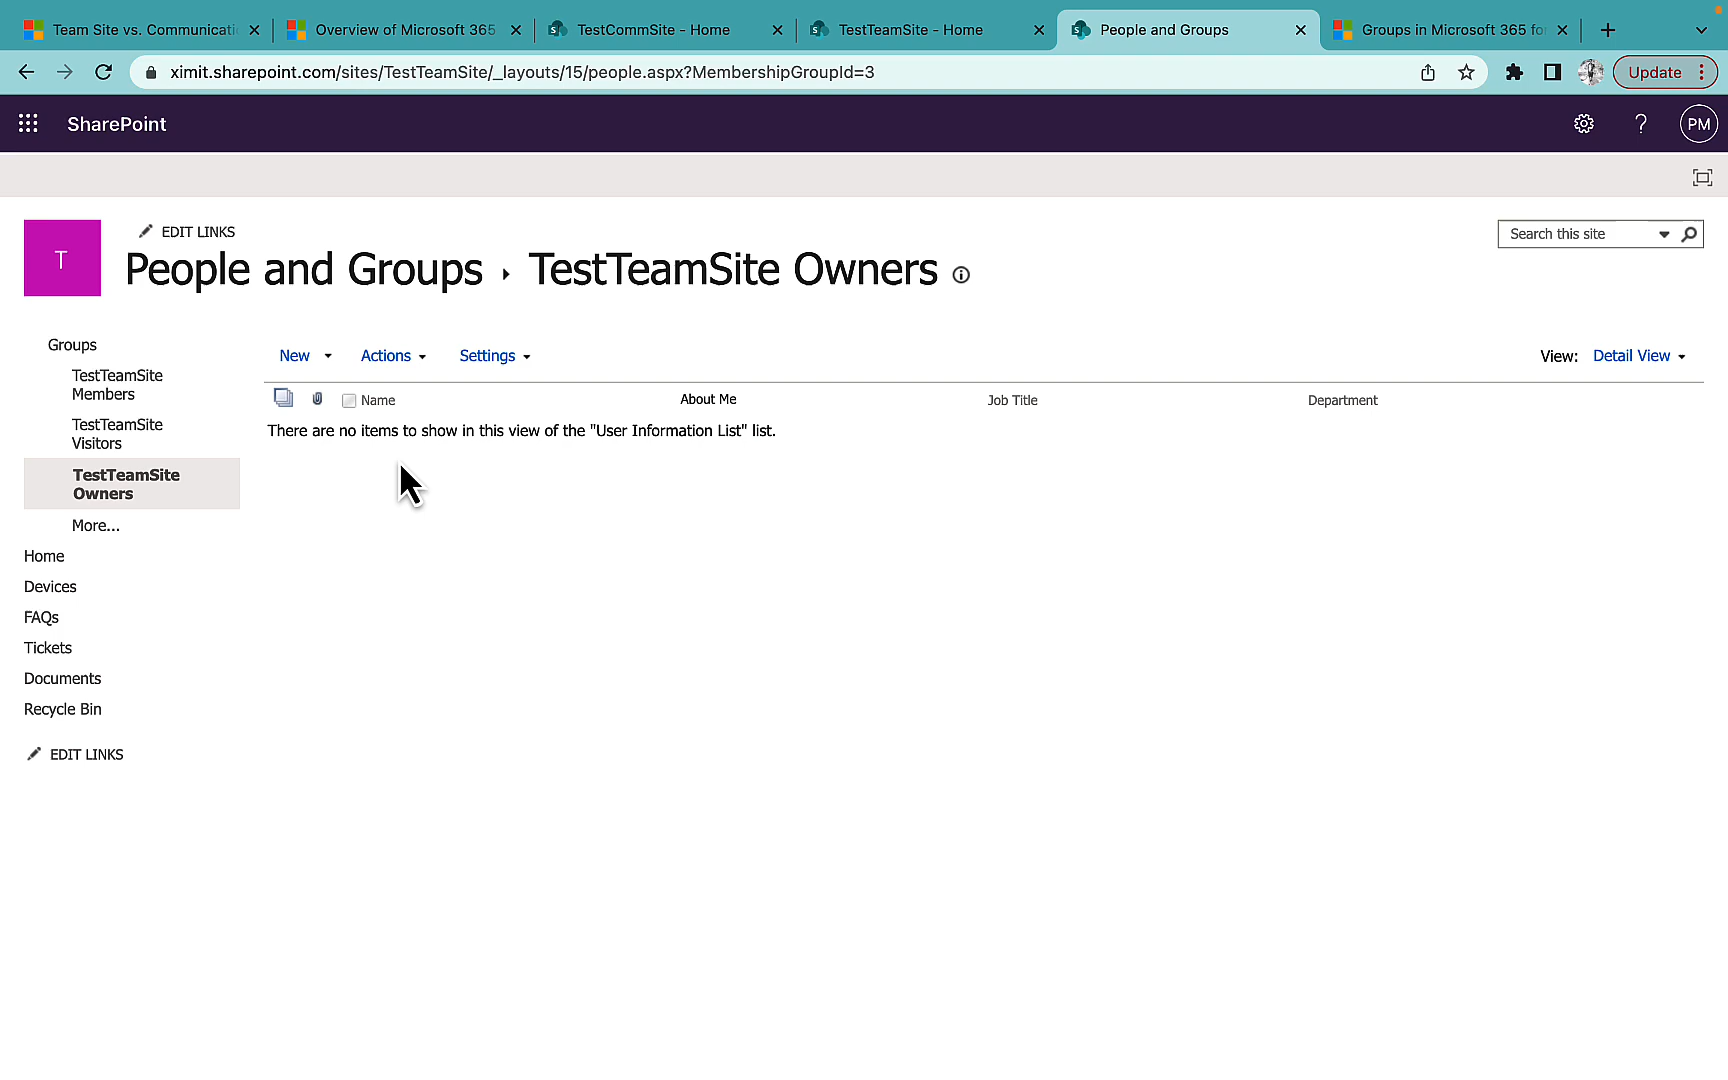 Team Site vs. Communicati
Overview of Microsoft 365
TestCommSite - Home
TestTeamSite - Home
People and Groups
Groups in Microsoft 365 fo
ximit.sharepoint.com/sites/TestTeamSite/_layouts/15/people.aspx?MembershipGroupId=3
Update
SharePoint
?
PM
T
EDIT LINKS
People and Groups ▸ TestTeamSite Owners
Search this site
Groups
TestTeamSite
Members
TestTeamSite
Visitors
TestTeamSite
Owners
More...
Home
Devices
FAQs
Tickets
Documents
Recycle Bin
EDIT LINKS
New
Actions
Settings
View: Detail View
Name
About Me
Job Title
Department
There are no items to show in this view of the "User Information List" list.